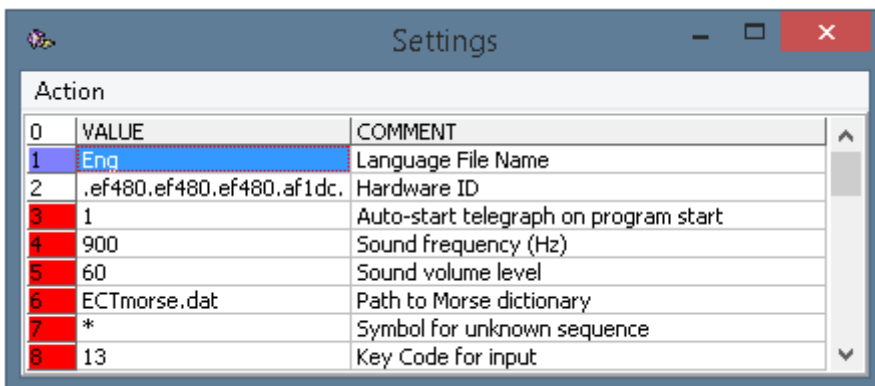 Settings
Action
0 VALUE COMMENT
1 Eng Language File Name
2 .ef480.ef480.ef480.af1dc. Hardware ID
3 1 Auto-start telegraph on program start
4 900 Sound frequency (Hz)
5 60 Sound volume level
6 ECTmorse.dat Path to Morse dictionary
7 * Symbol for unknown sequence
8 13 Key Code for input